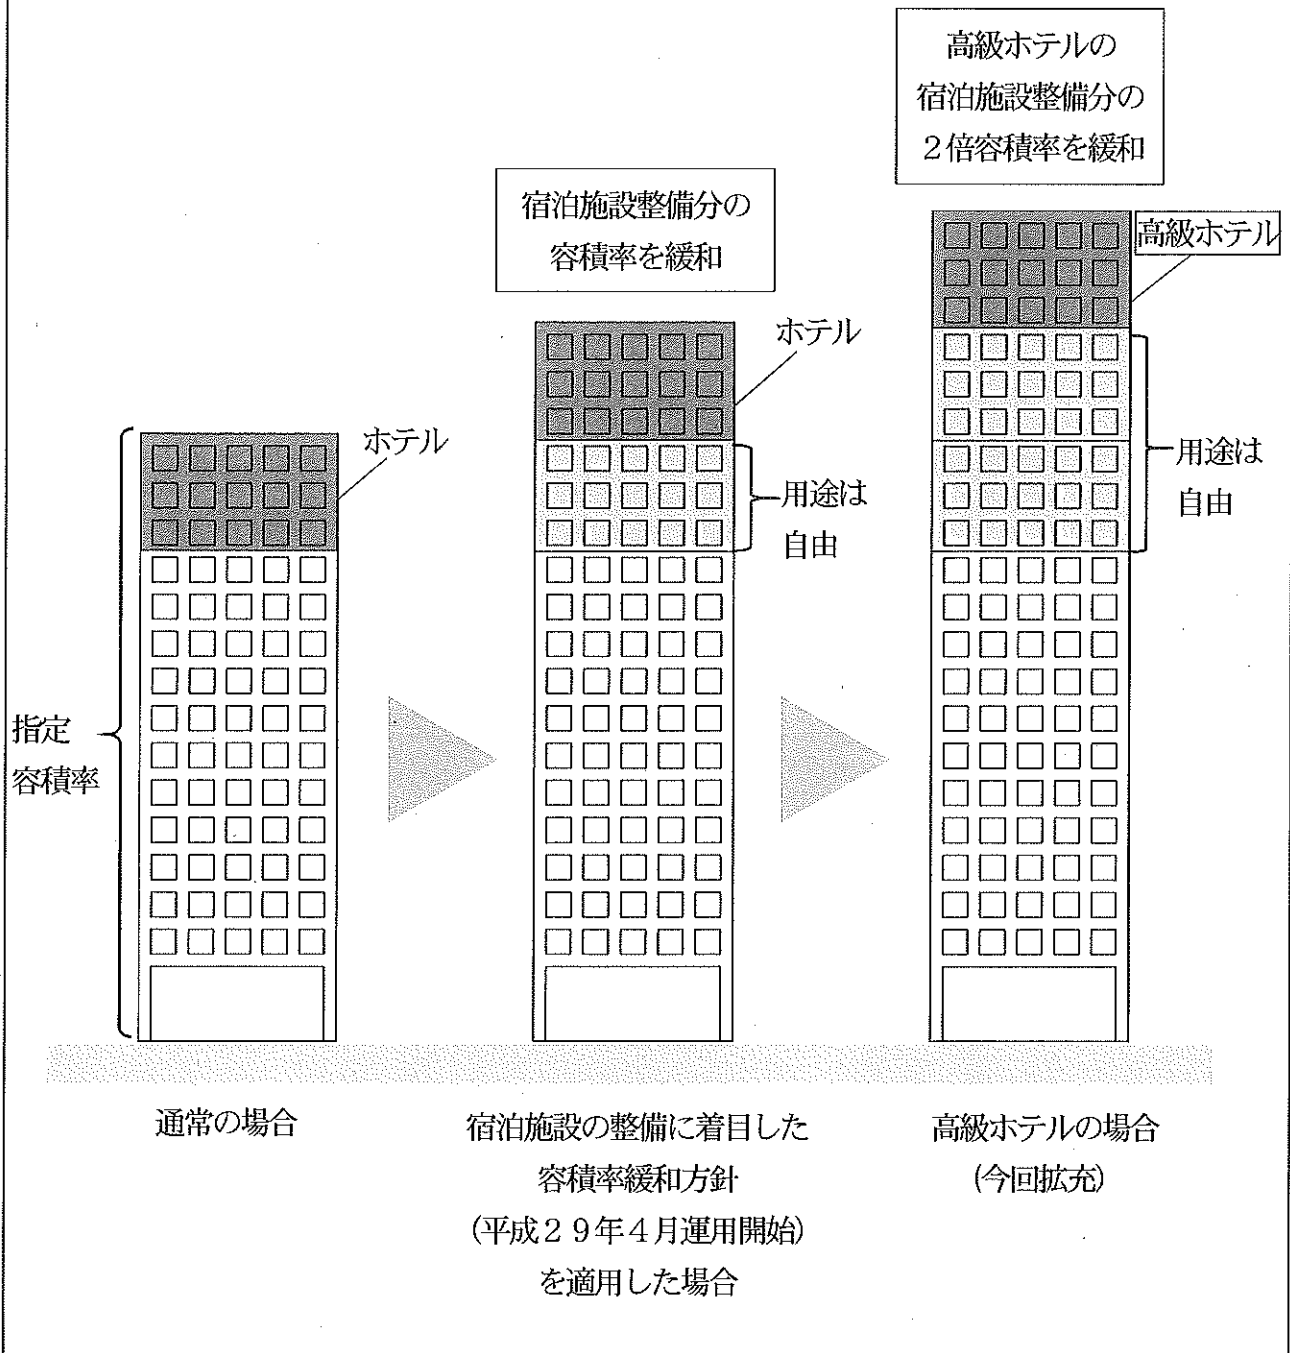 高級ホテルの
宿泊施設整備分の
２倍容積率を緩和
宿泊施設整備分の
容積率を緩和
高級ホテル
ホテル
ホテル
用途は
自由
用途は
自由
指定
容積率
通常の場合
宿泊施設の整備に着目した
容積率緩和方針
(平成２９年４月運用開始)
を適用した場合
高級ホテルの場合
(今回拡充)